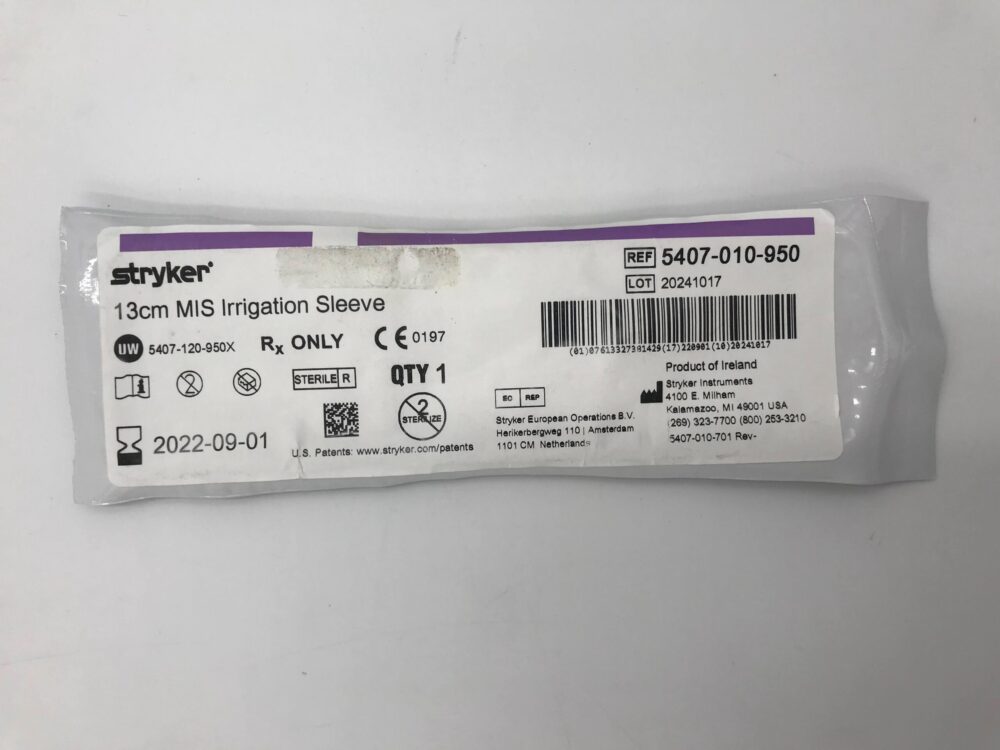 stryker®
13cm MIS Irrigation Sleeve
UW 5407-120-950X Rx ONLY CE 0197
2
STERILE R QTY 1
2
STERILIZE
2022-09-01
U.S. Patents: www.stryker.com/patents
REF 5407-010-950
LOT 20241017
(01)07613327381429(17)220901(10)20241017
EC REP
Stryker European Operations B.V.
Herikerbergweg 110 | Amsterdam
1101 CM Netherlands
Product of Ireland
Stryker Instruments
4100 E. Milham
Kalamazoo, MI 49001 USA
(269) 323-7700 (800) 253-3210
5407-010-701 Rev-